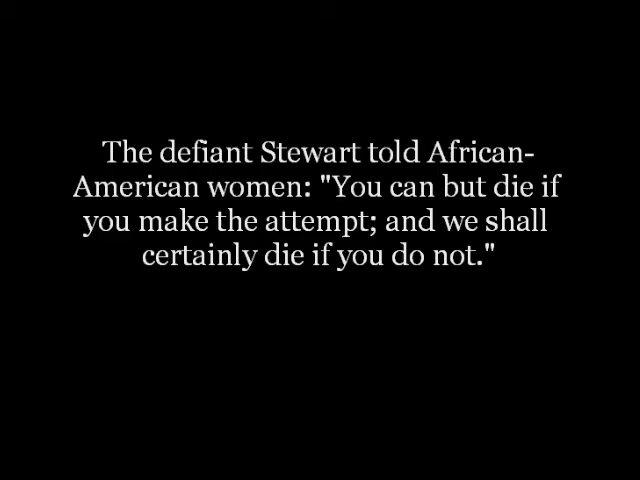 The defiant Stewart told African-
American women: "You can but die if
you make the attempt; and we shall
certainly die if you do not."